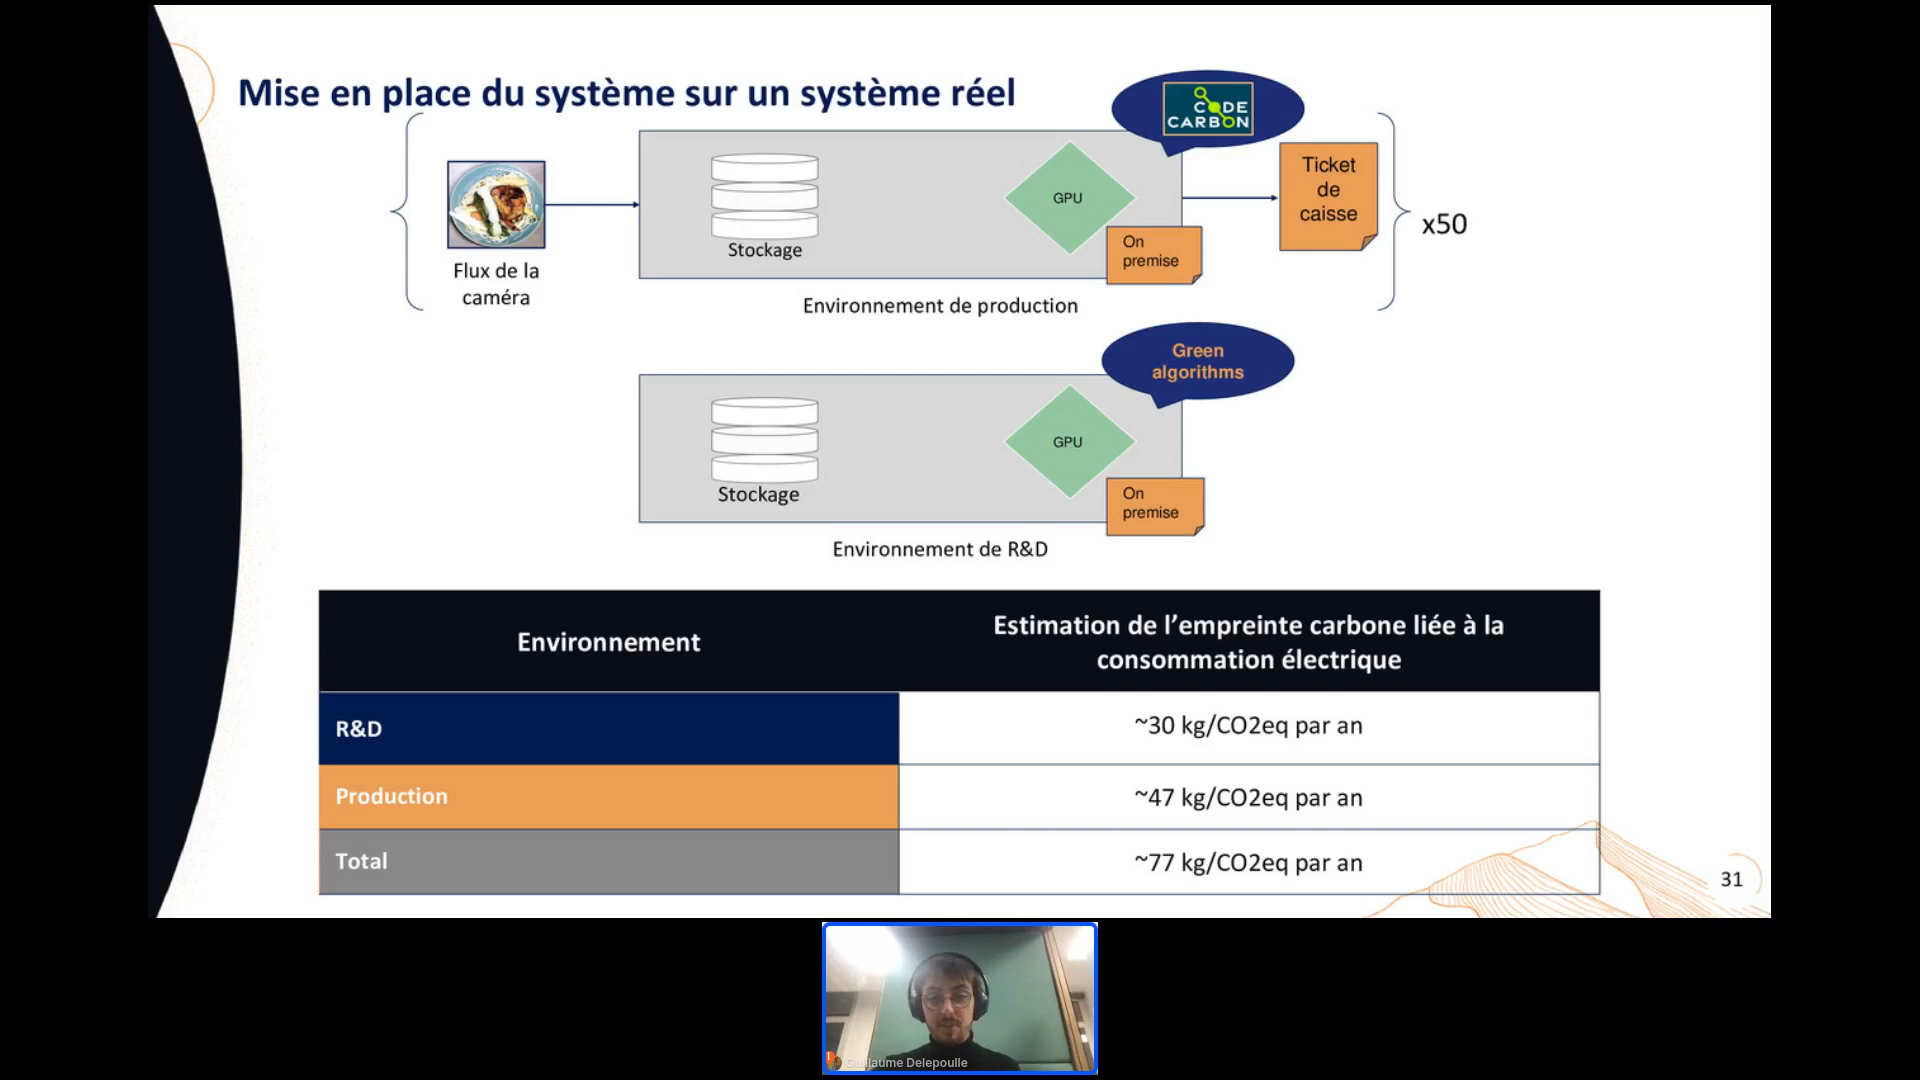 Mise en place du système sur un système réel
CODE
CARBON
GPU
Ticket
de
caisse
x50
Stockage
On
premise
Flux de la
caméra
Environnement de production
Green
algorithms
GPU
Stockage
On
premise
Environnement de R&D
Environnement
Estimation de l’empreinte carbone liée à la
consommation électrique
R&D
~30 kg/CO2eq par an
Production
~47 kg/CO2eq par an
Total
~77 kg/CO2eq par an
31
Guillaume Delepoulle